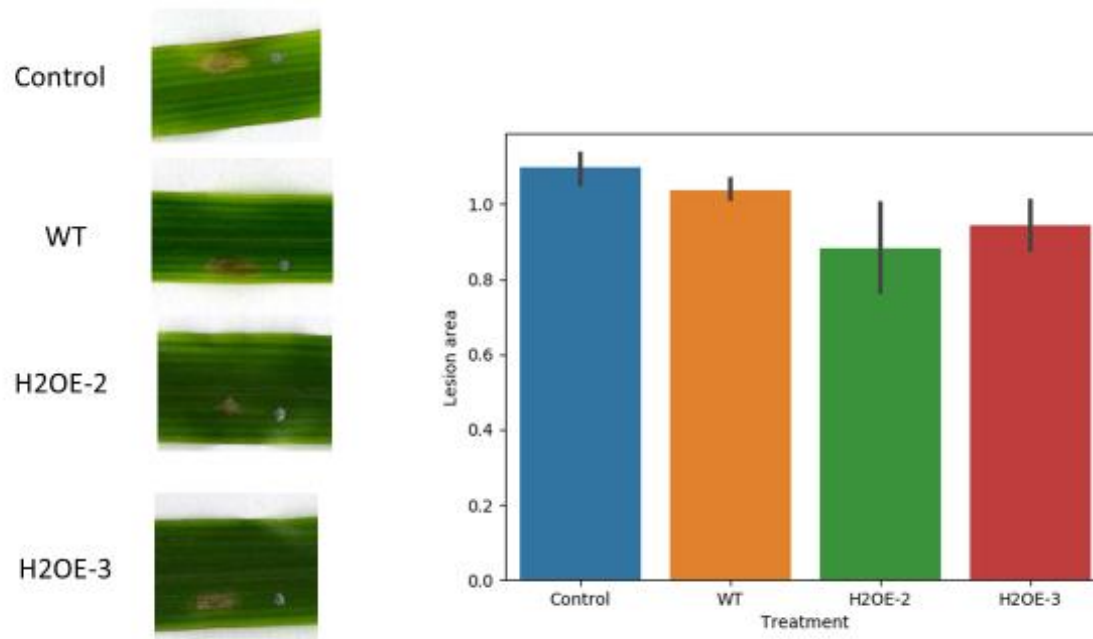 Control
WT
H2OE-2
H2OE-3
1.0
0.8
0.6
0.4
0.2
0.0
Lesion area
Control WT H2OE-2 H2OE-3
Treatment